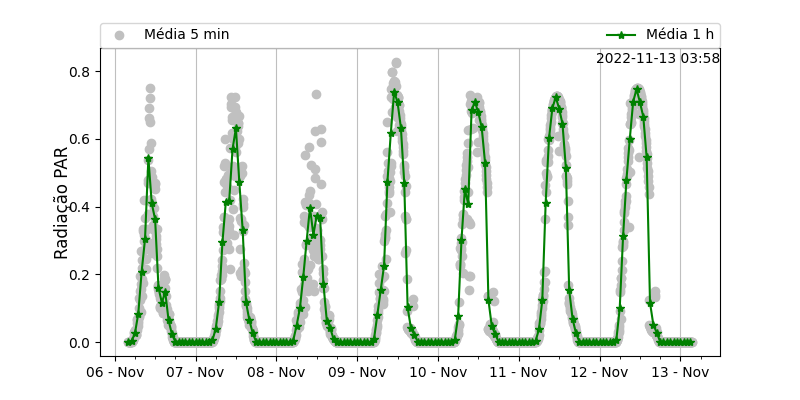 Média 5 min
Média 1 h
2022-11-13 03:58
Radiação PAR
0.8
0.6
0.4
0.2
0.0
06 - Nov
07 - Nov
08 - Nov
09 - Nov
10 - Nov
11 - Nov
12 - Nov
13 - Nov